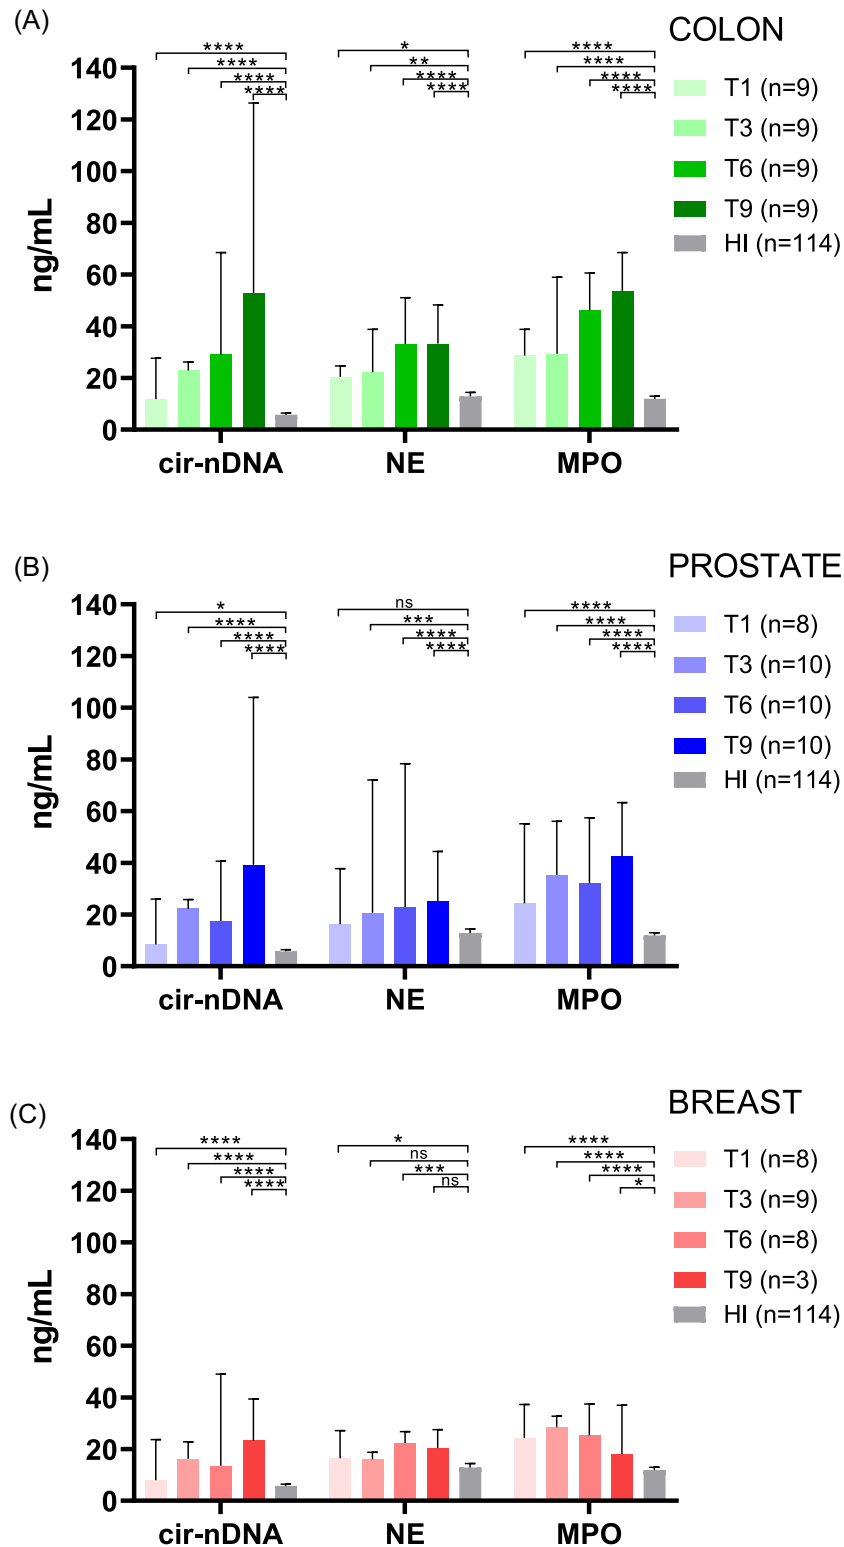 (A)
COLON
**** * ****
**** ** ****
**** **** ****
**** **** ****
140
120
100
80
60
40
20
0
ng/mL
cir-nDNA NE MPO
T1 (n=9)
T3 (n=9)
T6 (n=9)
T9 (n=9)
HI (n=114)
(B)
PROSTATE
* ns ****
**** *** ****
**** **** ****
**** **** ****
140
120
100
80
60
40
20
0
ng/mL
cir-nDNA NE MPO
T1 (n=8)
T3 (n=10)
T6 (n=10)
T9 (n=10)
HI (n=114)
(C)
BREAST
**** * ****
**** ns ****
**** *** ****
**** ns *
140
120
100
80
60
40
20
0
ng/mL
cir-nDNA NE MPO
T1 (n=8)
T3 (n=9)
T6 (n=8)
T9 (n=3)
HI (n=114)